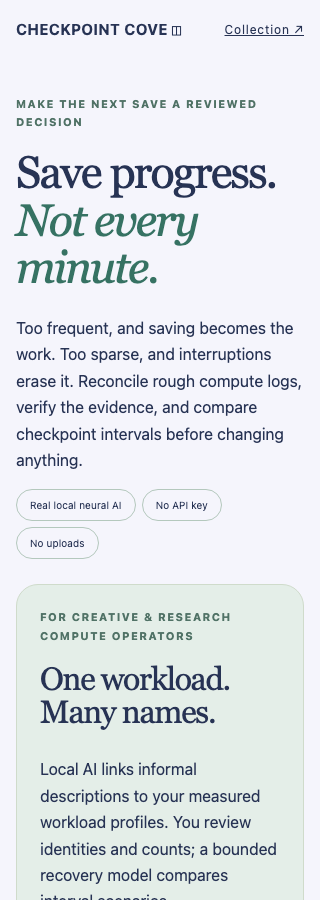 CHECKPOINT COVE
Collection ↗
MAKE THE NEXT SAVE A REVIEWED
DECISION
Save progress.
Not every
minute.
Too frequent, and saving becomes the
work. Too sparse, and interruptions
erase it. Reconcile rough compute logs,
verify the evidence, and compare
checkpoint intervals before changing
anything.
Real local neural AI
No API key
No uploads
FOR CREATIVE & RESEARCH
COMPUTE OPERATORS
One workload.
Many names.
Local AI links informal
descriptions to your measured
workload profiles. You review
identities and counts; a bounded
recovery model compares
interval scenarios.